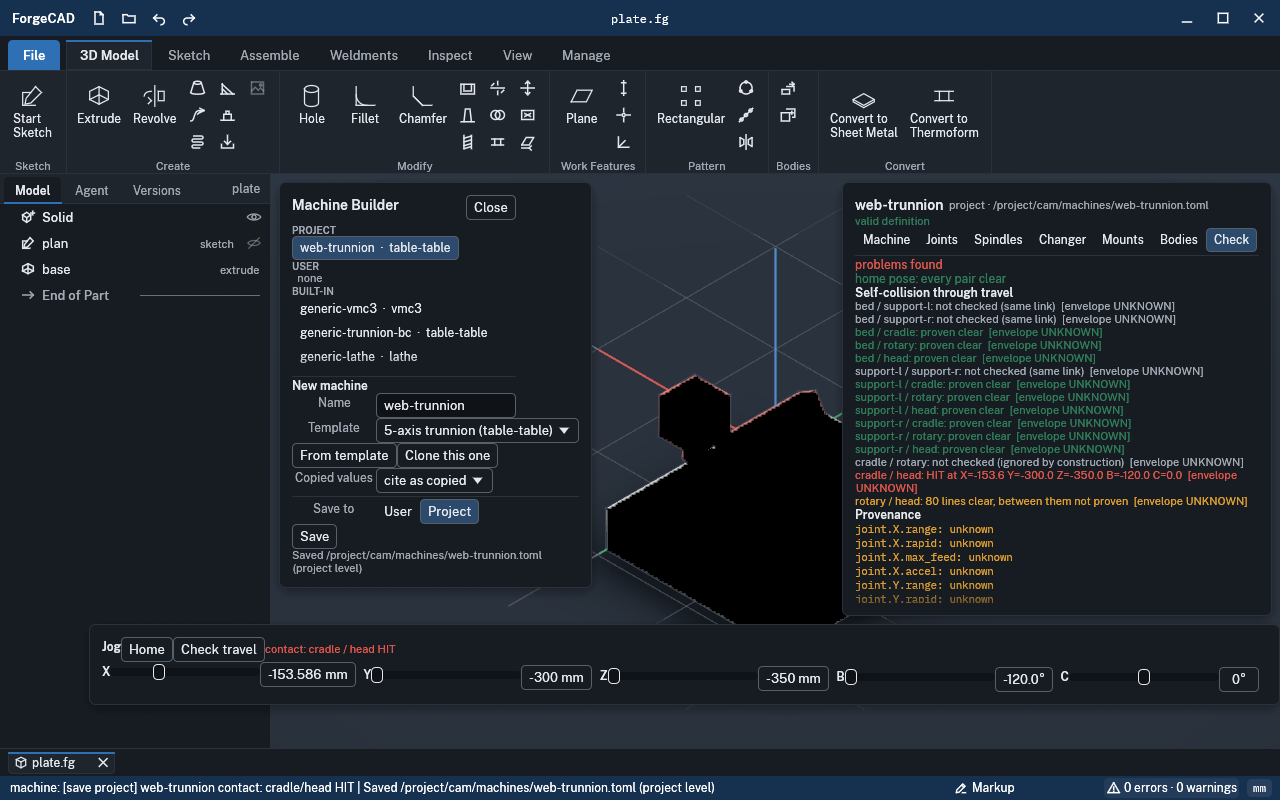 ForgeCAD
plate.fg
File
3D Model
Sketch
Assemble
Weldments
Inspect
View
Manage
Start Sketch
Extrude
Revolve
Hole
Fillet
Chamfer
Plane
Rectangular
Convert to Sheet Metal
Convert to Thermoform
Sketch
Create
Modify
Work Features
Pattern
Bodies
Convert
Model
Agent
Versions
plate
Solid
plan sketch
base extrude
End of Part
Machine Builder
Close
PROJECT
web-trunnion · table-table
USER
none
BUILT-IN
generic-vmc3 · vmc3
generic-trunnion-bc · table-table
generic-lathe · lathe
New machine
Name web-trunnion
Template 5-axis trunnion (table-table)
From template Clone this one
Copied values cite as copied
Save to User Project
Save
Saved /project/cam/machines/web-trunnion.toml
(project level)
web-trunnion project · /project/cam/machines/web-trunnion.toml
valid definition
Machine Joints Spindles Changer Mounts Bodies Check
problems found
home pose: every pair clear
Self-collision through travel
bed / support-l: not checked (same link) [envelope UNKNOWN]
bed / support-r: not checked (same link) [envelope UNKNOWN]
bed / cradle: proven clear [envelope UNKNOWN]
bed / rotary: proven clear [envelope UNKNOWN]
bed / head: proven clear [envelope UNKNOWN]
support-l / support-r: not checked (same link) [envelope UNKNOWN]
support-l / cradle: proven clear [envelope UNKNOWN]
support-l / rotary: proven clear [envelope UNKNOWN]
support-l / head: proven clear [envelope UNKNOWN]
support-r / cradle: proven clear [envelope UNKNOWN]
support-r / rotary: proven clear [envelope UNKNOWN]
support-r / head: proven clear [envelope UNKNOWN]
cradle / rotary: not checked (ignored by construction) [envelope UNKNOWN]
cradle / head: HIT at X=-153.6 Y=-300.0 Z=-350.0 B=-120.0 C=0.0 [envelope
UNKNOWN]
rotary / head: 80 lines clear, between them not proven [envelope UNKNOWN]
Provenance
joint.X.range: unknown
joint.X.rapid: unknown
joint.X.max_feed: unknown
joint.X.accel: unknown
joint.Y.range: unknown
joint.Y.rapid: unknown
Jog Home Check travel contact: cradle / head HIT
X -153.586 mm Y -300 mm Z -350 mm B -120.0° C 0°
plate.fg
machine: [save project] web-trunnion contact: cradle/head HIT | Saved /project/cam/machines/web-trunnion.toml (project level)
Markup
0 errors · 0 warnings
mm